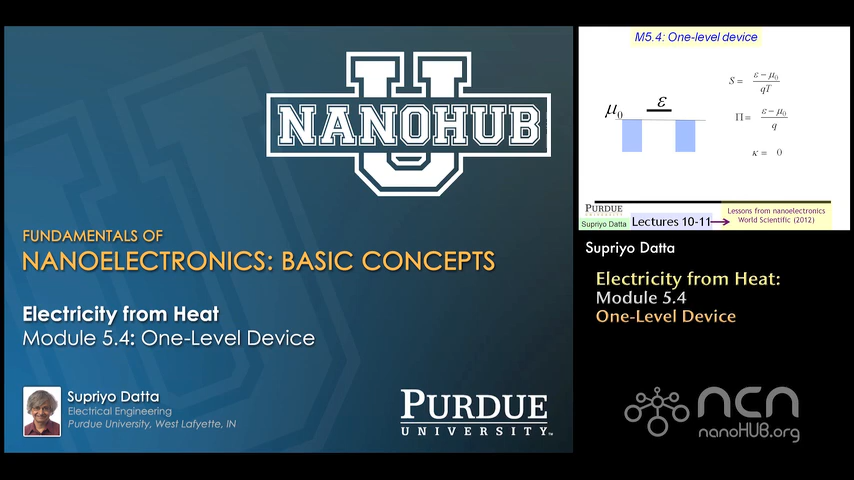 NANOHUB
FUNDAMENTALS OF
NANOELECTRONICS: BASIC CONCEPTS
Electricity from Heat
Module 5.4: One-Level Device
Supriyo Datta
Electrical Engineering
Purdue University, West Lafyette, IN
PURDUE
UNIVERSITY™
M5.4: One-level device
μ₀
ε
S = (ε − μ₀) / qT
Π = (ε − μ₀) / q
κ = 0
PURDUE
UNIVERSITY
Supriyo Datta
Lectures 10-11
Lessons from nanoelectronics
World Scientific (2012)
Supriyo Datta
Electricity from Heat:
Module 5.4
One-Level Device
ncn
nanoHUB.org